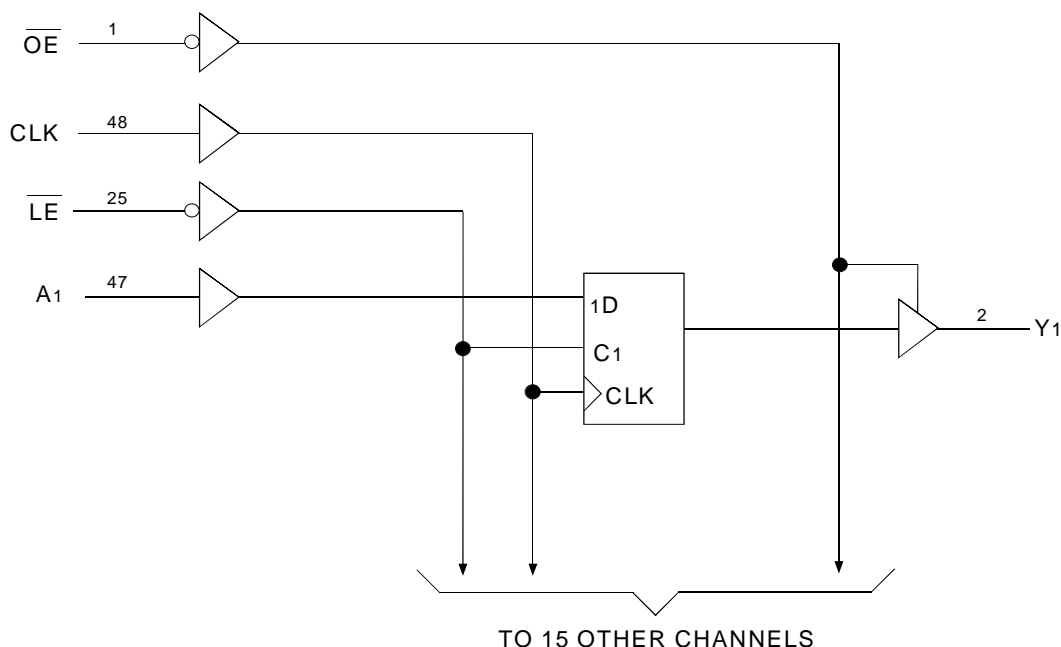 OE
1
CLK
48
LE
25
A1
47
1D
C1
CLK
2
Y1
TO 15 OTHER CHANNELS